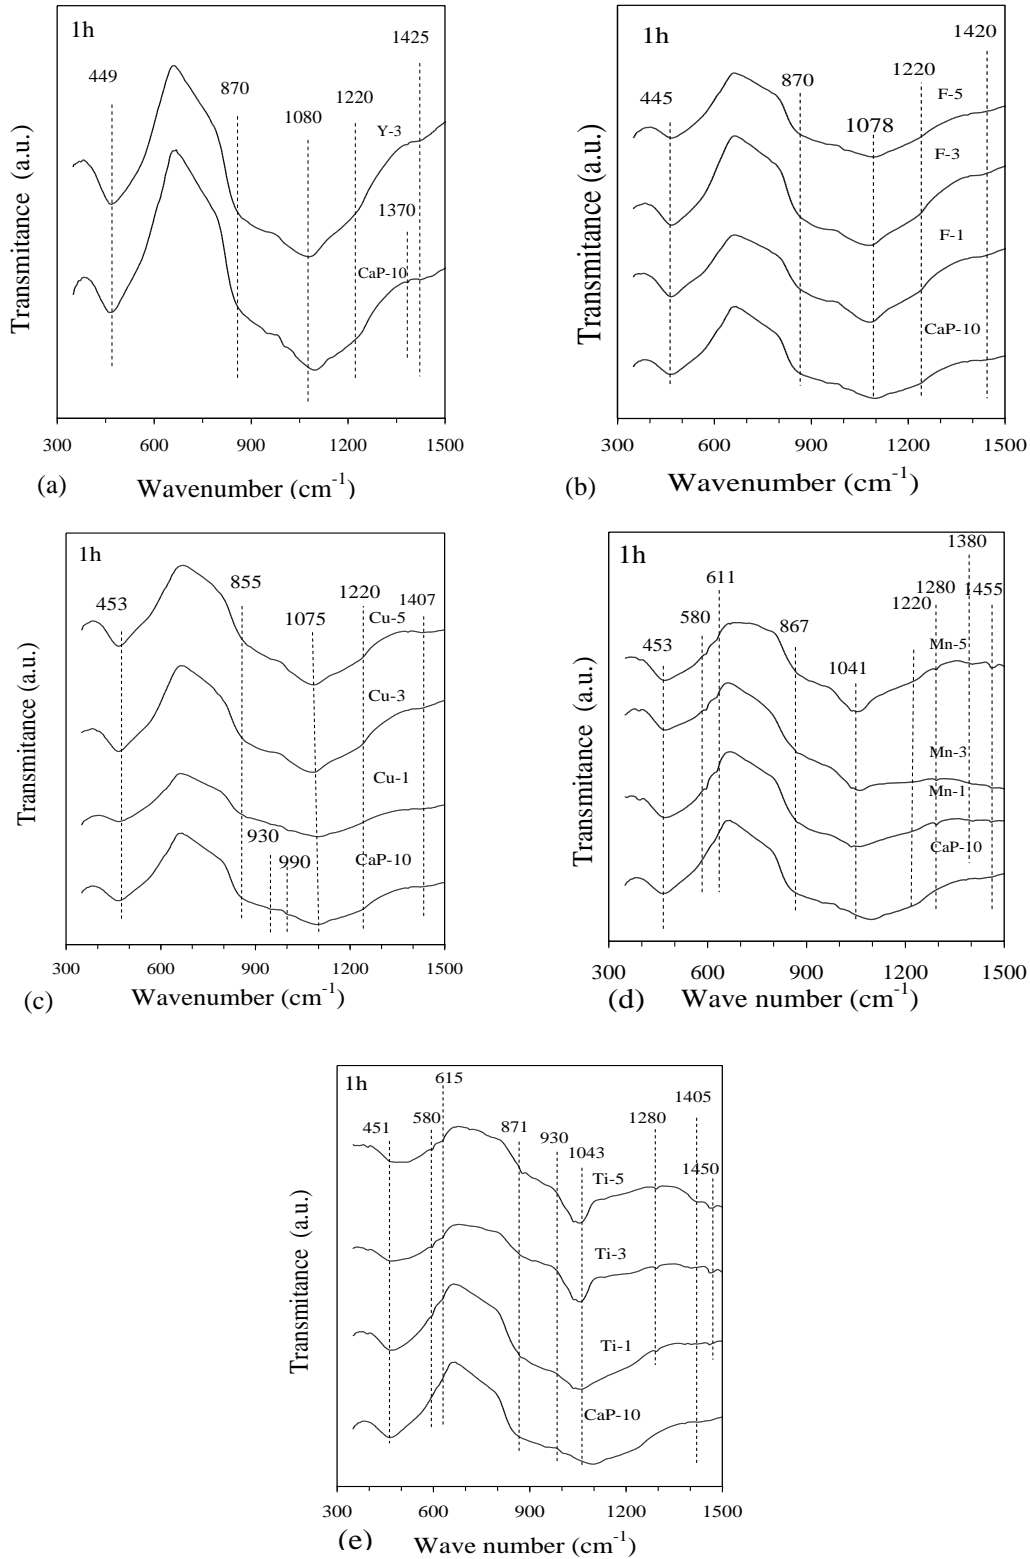 1h
1425
449
870
1080
1220
Y-3
1370
CaP-10
Transmitance (a.u.)
300 600 900 1200 1500
(a)
Wavenumber (cm-1)
1h
1420
445
870
1220
F-5
1078
F-3
F-1
CaP-10
Transmitance (a.u.)
300 600 900 1200 1500
(b)
Wavenumber (cm-1)
1h
453
855
1075
1220
1407
Cu-5
Cu-3
Cu-1
930
990
CaP-10
Transmitance (a.u.)
300 600 900 1200 1500
(c)
Wavenumber (cm-1)
1h
1380
611
580
1280
1220
1455
453
867
1041
Mn-5
Mn-3
Mn-1
CaP-10
Transmitance (a.u.)
300 600 900 1200 1500
(d)
Wave number (cm-1)
1h
615
1405
451
580
871
930
1043
1280
1450
Ti-5
Ti-3
Ti-1
CaP-10
Transmitance (a.u.)
300 600 900 1200 1500
(e)
Wave number (cm-1)